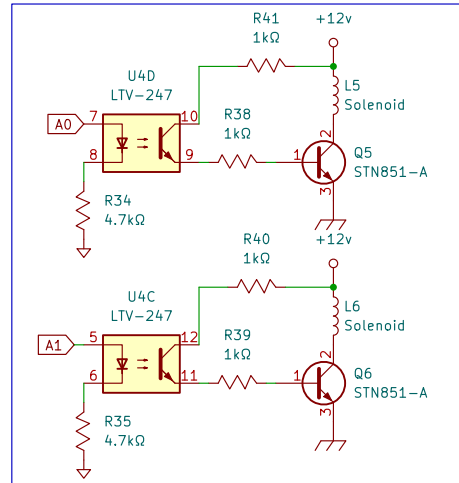 R41
1kΩ
+12v
U4D
LTV-247
L5
Solenoid
A0
7
10
R38
1kΩ
2
8
9
1
Q5
STN851-A
3
R34
4.7kΩ
R40
1kΩ
+12v
U4C
LTV-247
L6
Solenoid
A1
5
12
R39
1kΩ
2
6
11
1
Q6
STN851-A
3
R35
4.7kΩ